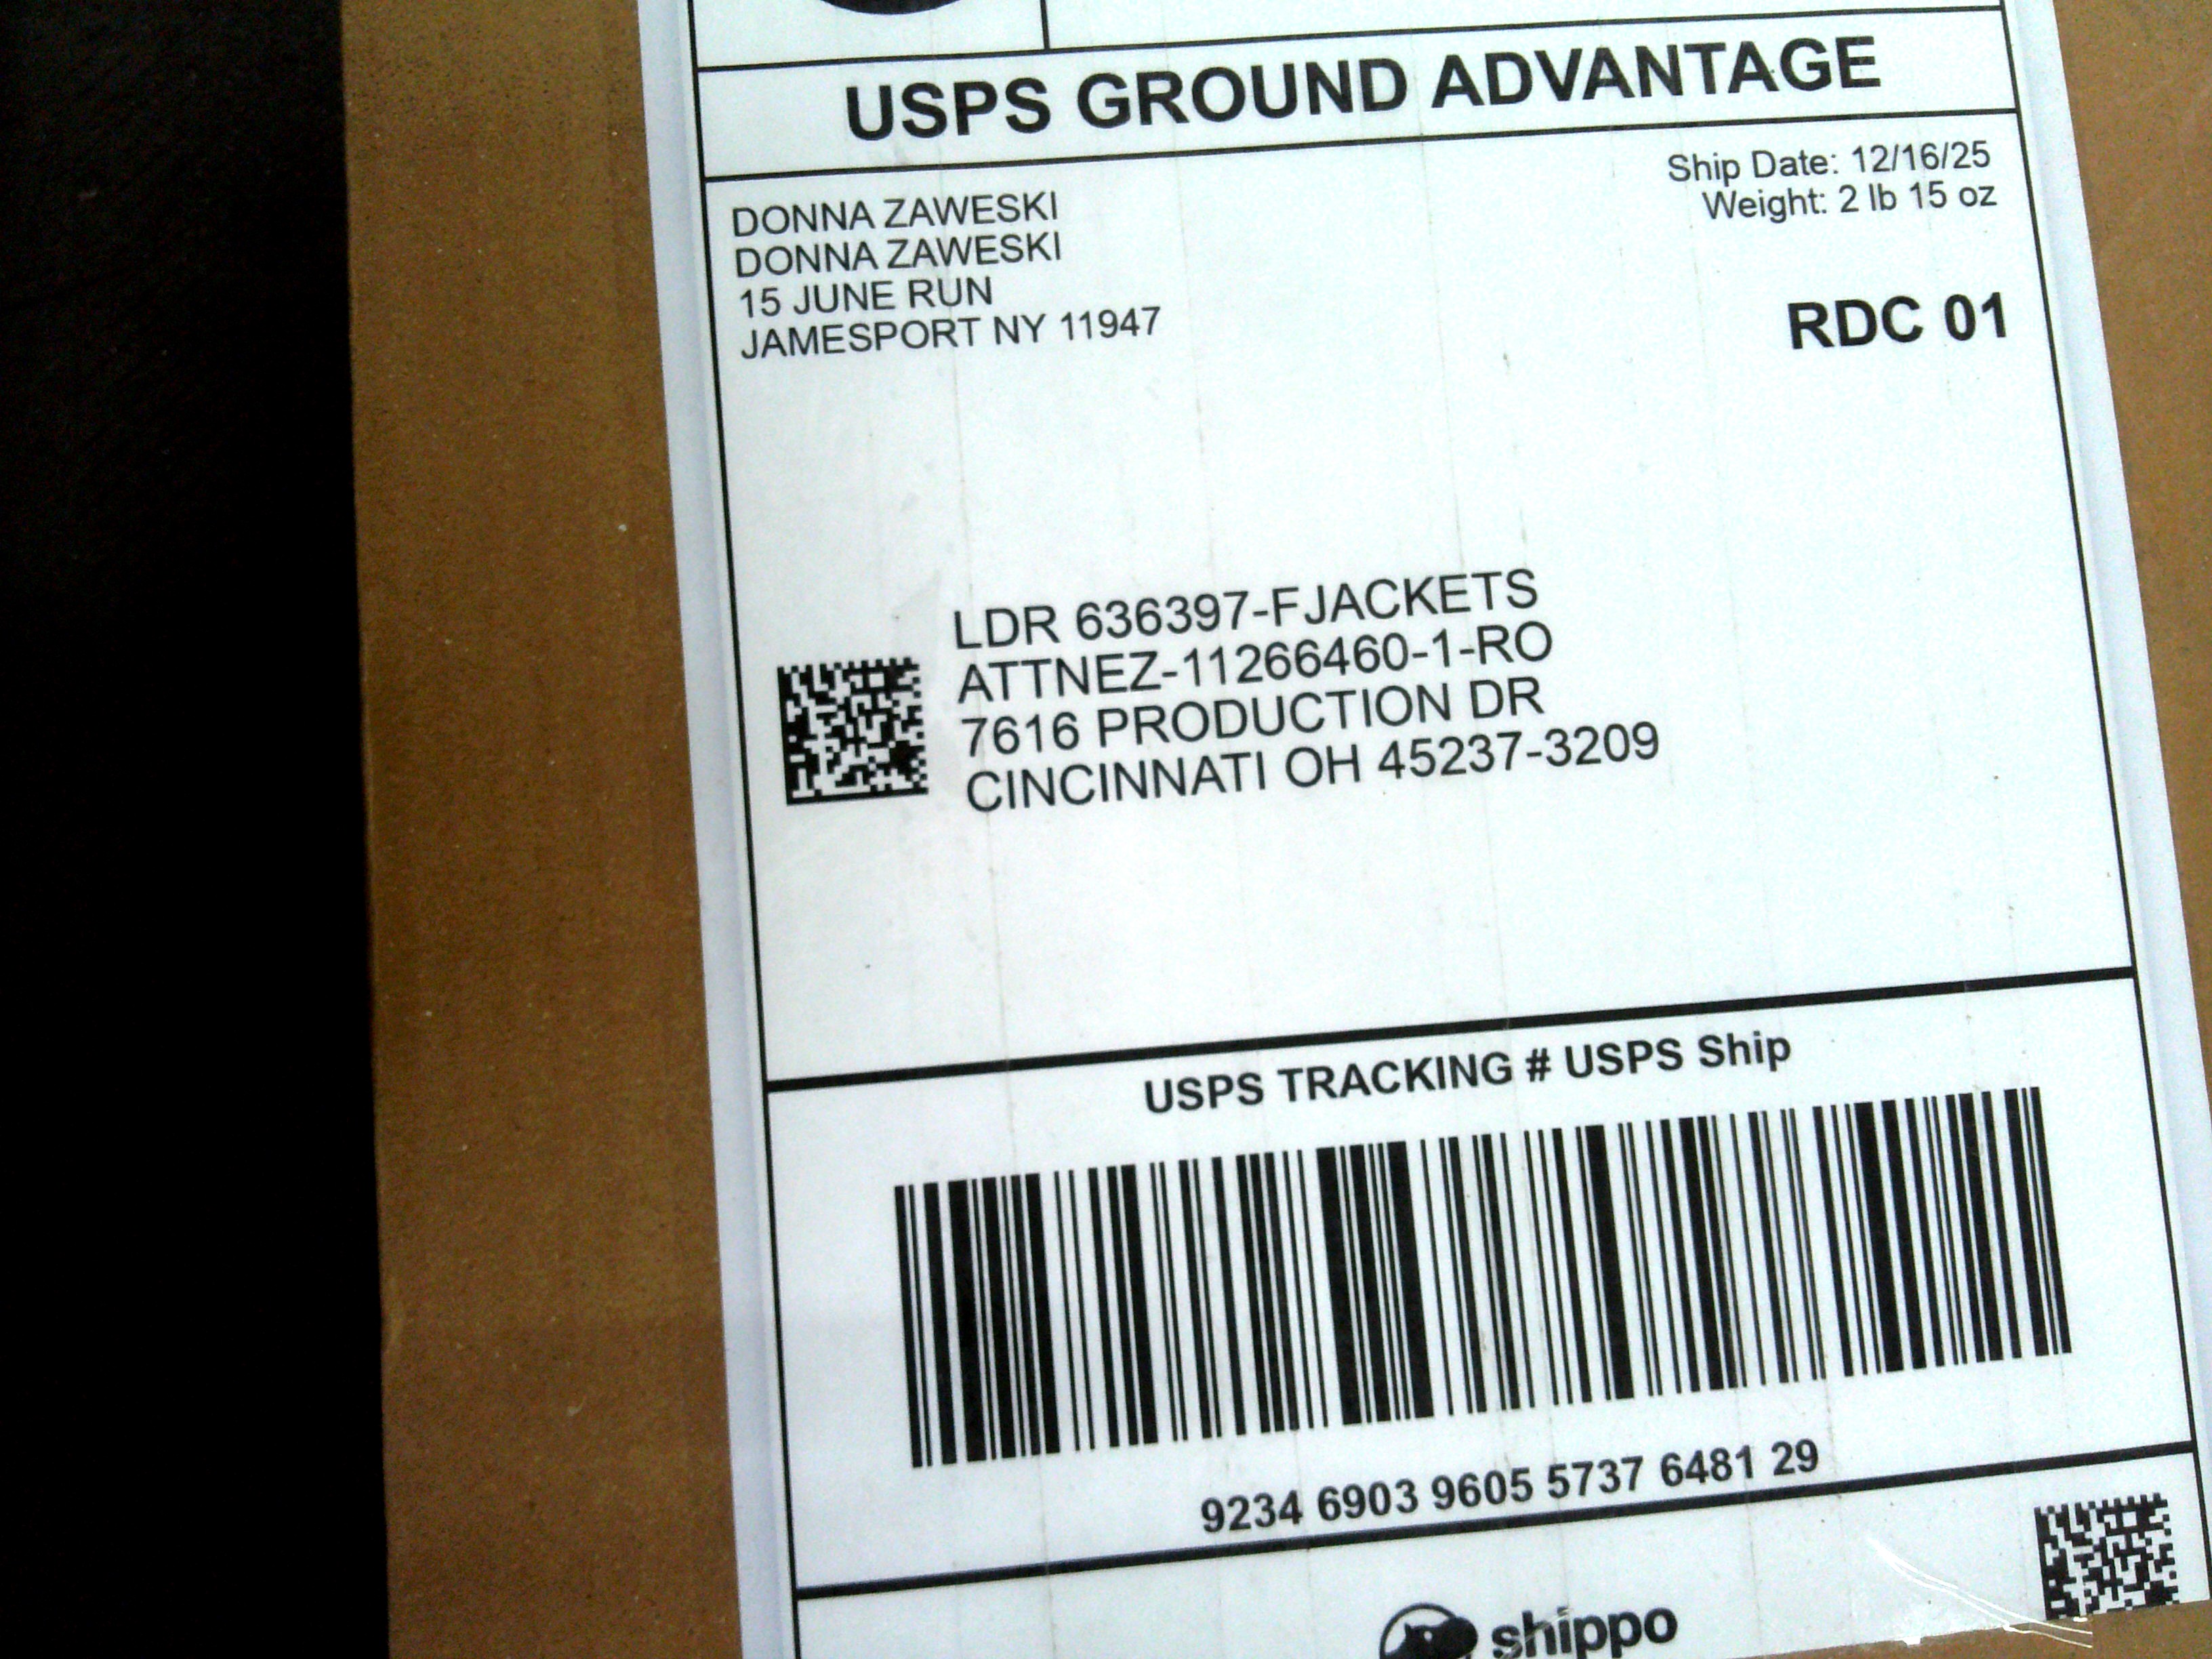 USPS GROUND ADVANTAGE
DONNA ZAWESKI
DONNA ZAWESKI
15 JUNE RUN
JAMESPORT NY 11947
Ship Date: 12/16/25
Weight: 2 lb 15 oz
RDC 01
LDR 636397-FJACKETS
ATTNEZ-11266460-1-RO
7616 PRODUCTION DR
CINCINNATI OH 45237-3209
USPS TRACKING # USPS Ship
9234 6903 9605 5737 6481 29
shippo